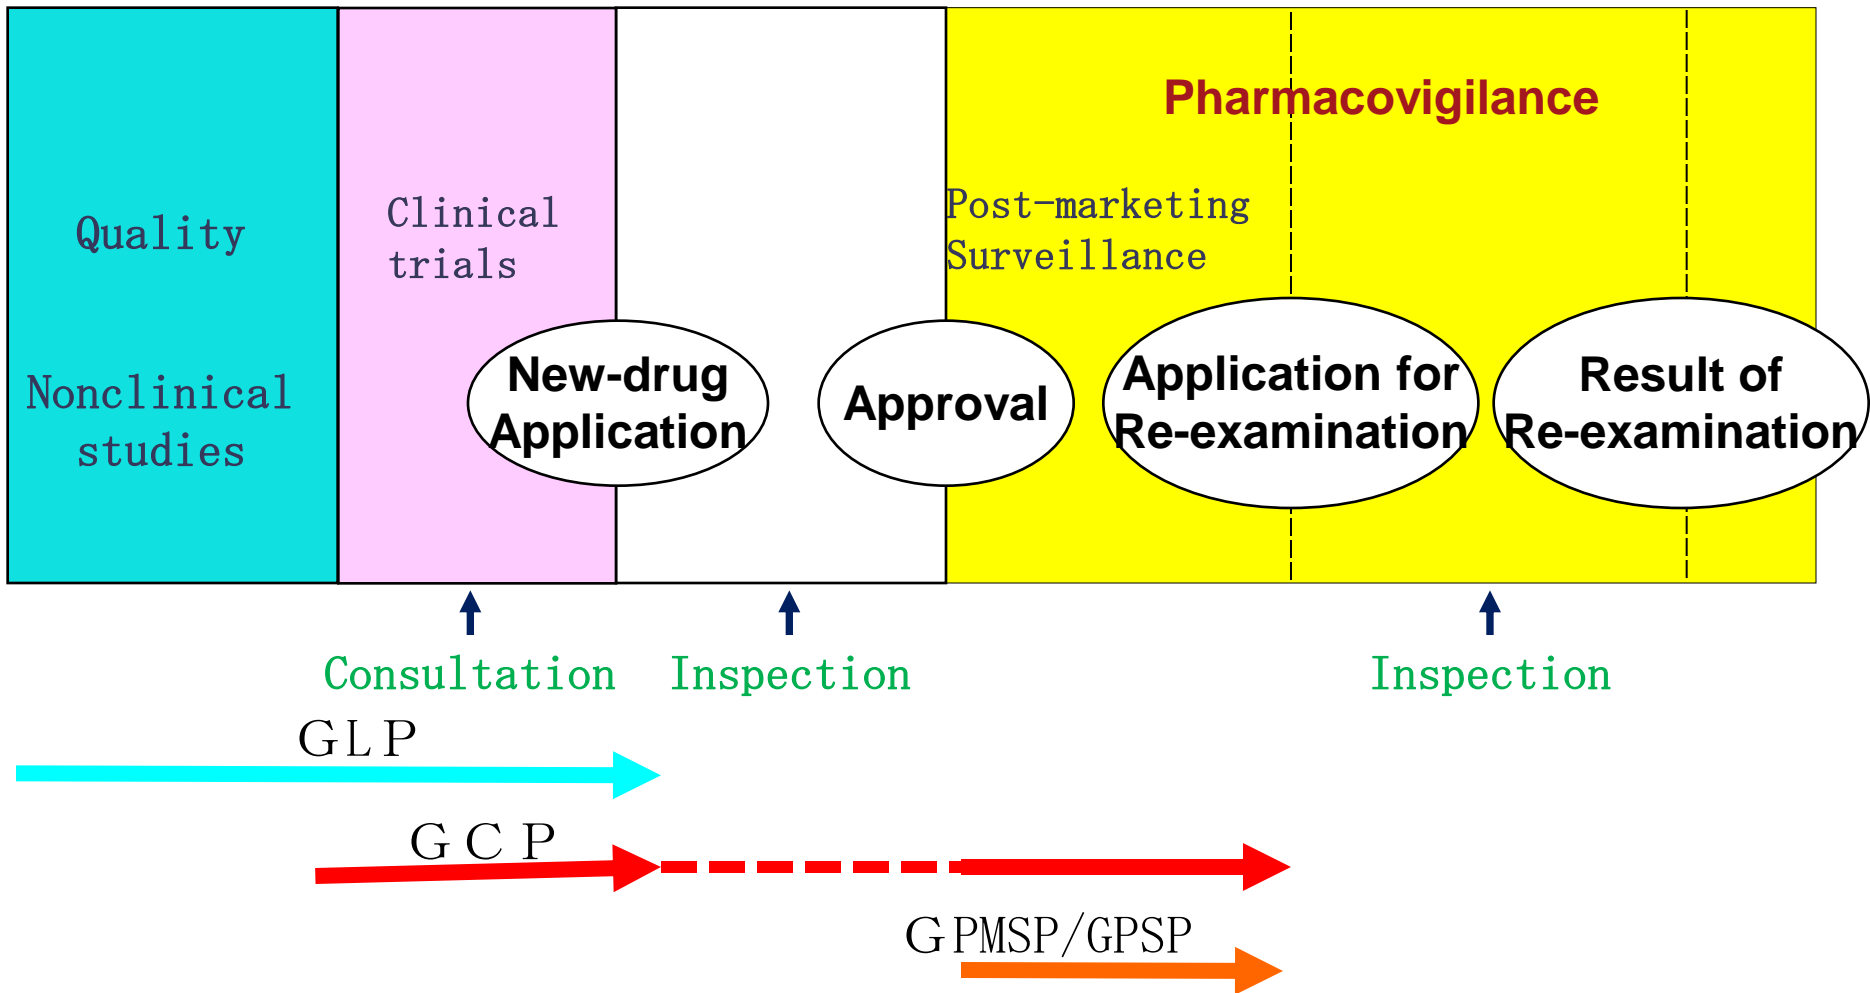 Pharmacovigilance
Quality
Nonclinical
studies
Clinical
trials
Post-marketing
Surveillance
New-drug
Application
Approval
Application for
Re-examination
Result of
Re-examination
Consultation
Inspection
Inspection
GLP
GCP
GPMSP/GPSP